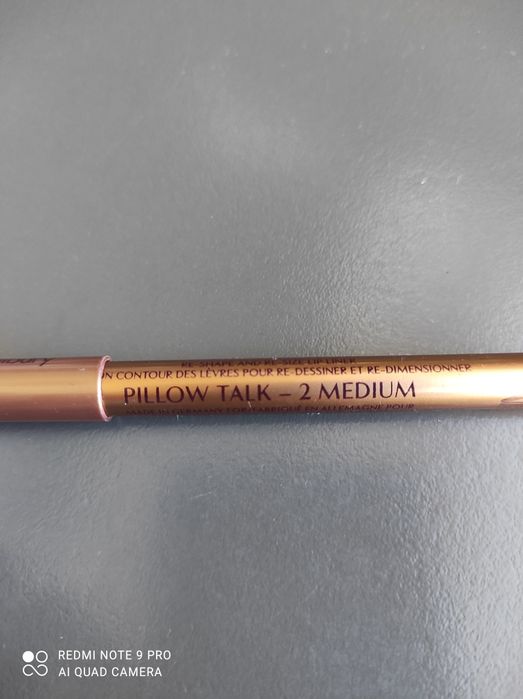 RE-SHAPE AND RE-SIZE LIP LINER
N CONTOUR DES LÈVRES POUR RE-DESSINER ET RE-DIMENSIONNER
PILLOW TALK – 2 MEDIUM
MADE IN GERMANY FOR / FABRIQUÉ EN ALLEMAGNE POUR
REDMI NOTE 9 PRO
AI QUAD CAMERA